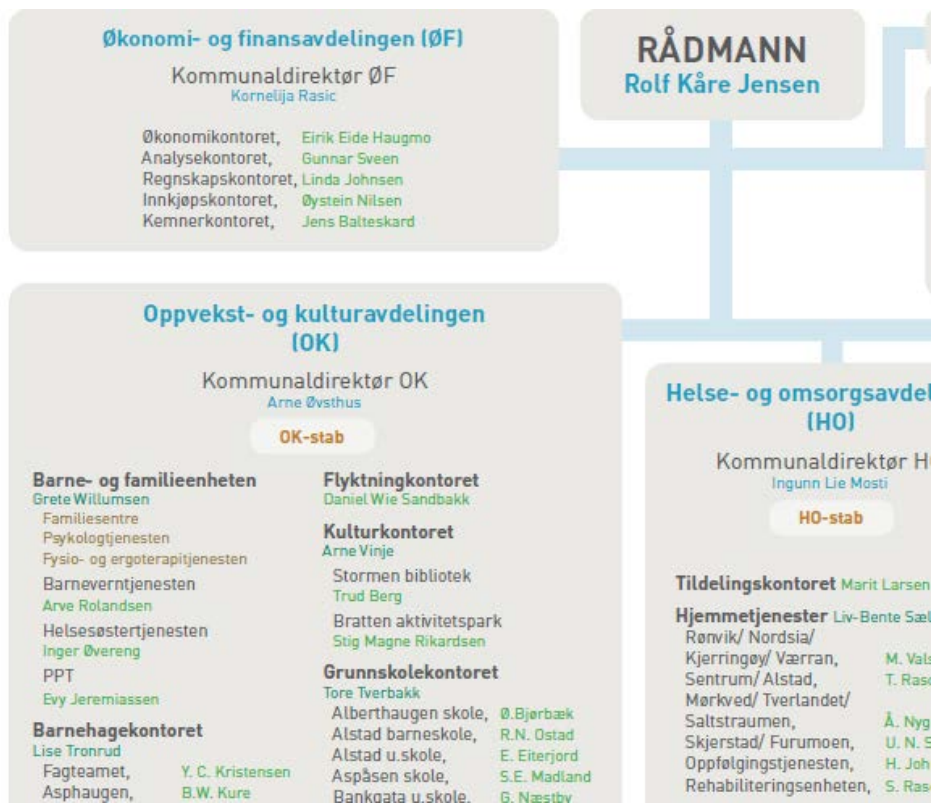 Økonomi- og finansavdelingen (ØF)
Kommunaldirektør ØF
Kornelija Rasic
Økonomikontoret, Eirik Eide Haugmo
Analysekontoret, Gunnar Sveen
Regnskapskontoret, Linda Johnsen
Innkjøpskontoret, Øystein Nilsen
Kemnerkontoret, Jens Balteskard
RÅDMANN
Rolf Kåre Jensen
Oppvekst- og kulturavdelingen
(OK)
Kommunaldirektør OK
Arne Øvsthus
OK-stab
Barne- og familieenheten
Grete Willumsen
Familiesentre
Psykologtjenesten
Fysio- og ergoterapitjenesten
Barneverntjenesten
Arve Rolandsen
Helsesøstertjenesten
Inger Øvereng
PPT
Evy Jeremiassen
Barnehagekontoret
Lise Tronrud
Fagteamet, Y. C. Kristensen
Asphaugen, B.W. Kure
Flyktningkontoret
Daniel Wie Sandbakk
Kulturkontoret
Arne Vinje
Stormen bibliotek
Trud Berg
Bratten aktivitetspark
Stig Magne Rikardsen
Grunnskolekontoret
Tore Tverbakk
Alberthaugen skole, Ø.Bjørbæk
Alstad barneskole, R.N. Ostad
Alstad u.skole, E. Eiterjord
Aspåsen skole, S.E. Madland
Bankgata u.skole, G. Næstby
Helse- og
(HO)
Kommunaldirektør
Ingunn Lie Mosti
HO-stab
Tildelingskontoret Marit Larsen
Hjemmetjenester Liv-Bente
Rønvik/ Nordsia/
Kjerringøy/ Værran, M.
Sentrum/ Alstad, T.
Mørkved/ Tverlandet/
Saltstraumen, Å.
Skjerstad/ Furumoen, U. N.
Oppfølgingstjenesten, H.
Rehabiliteringsenheten, S.